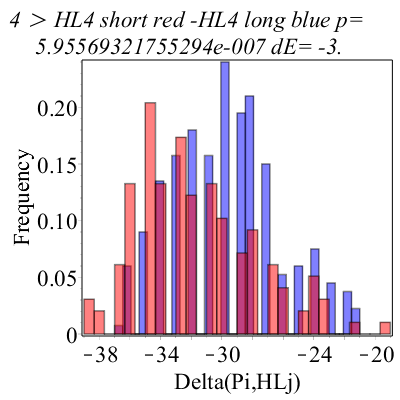 4 > HL4 short red -HL4 long blue p=
5.95569321755294e-007 dE= -3.
Frequency
0.20
0.15
0.10
0.05
0
−38 −34 −30 −24 −20
Delta(Pi,HLj)